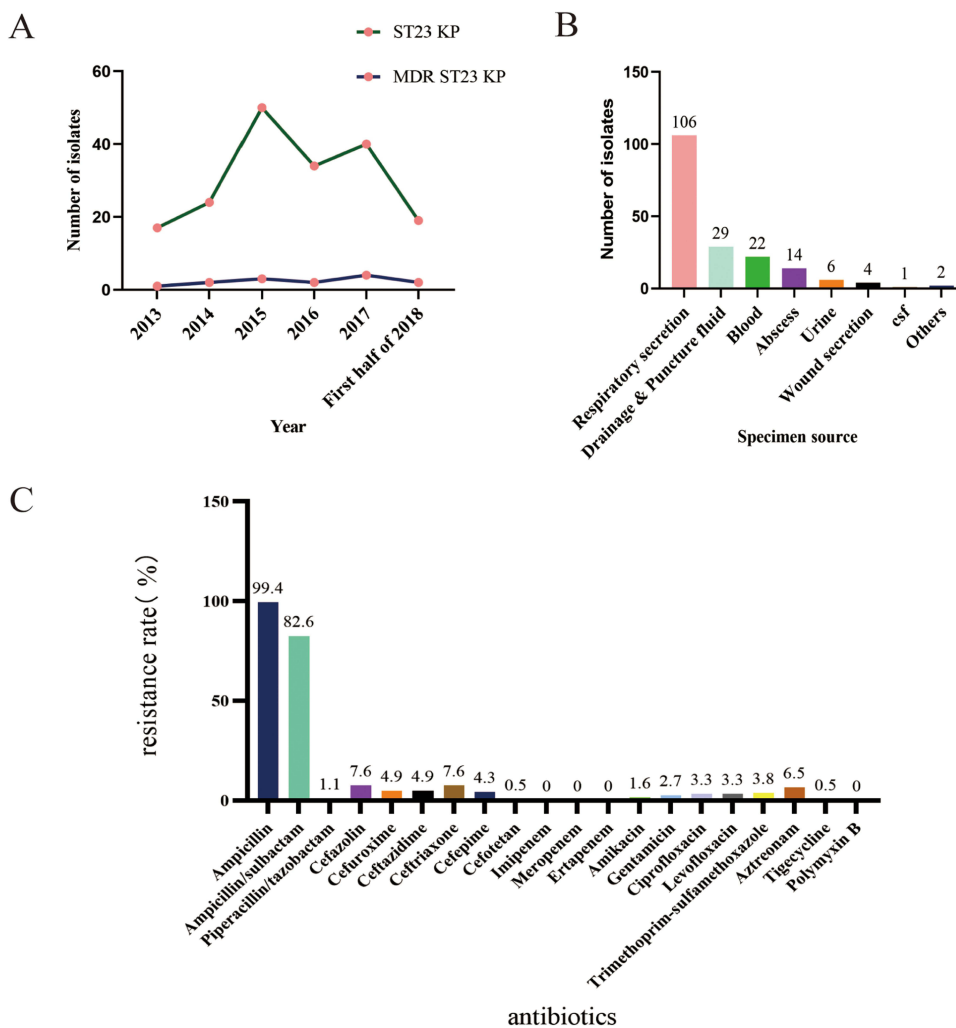 A
ST23 KP
MDR ST23 KP
60
40
20
0
Number of isolates
2013
2014
2015
2016
2017
First half of 2018
Year
B
150
100
50
0
Number of isolates
106
29
22
14
6
4
1
2
Respiratory secretion
Drainage & Puncture fluid
Blood
Abscess
Urine
Wound secretion
csf
Others
Specimen source
C
150
100
50
0
resistance rate( %)
99.4
82.6
1.1
7.6
4.9
4.9
7.6
4.3
0.5
0
0
0
1.6
2.7
3.3
3.3
3.8
6.5
0.5
0
Ampicillin
Ampicillin/sulbactam
Piperacillin/tazobactam
Cefazolin
Cefuroxime
Ceftazidime
Ceftriaxone
Cefepime
Cefotetan
Imipenem
Meropenem
Ertapenem
Amikacin
Gentamicin
Ciprofloxacin
Levofloxacin
Trimethoprim-sulfamethoxazole
Aztreonam
Tigecycline
Polymyxin B
antibiotics